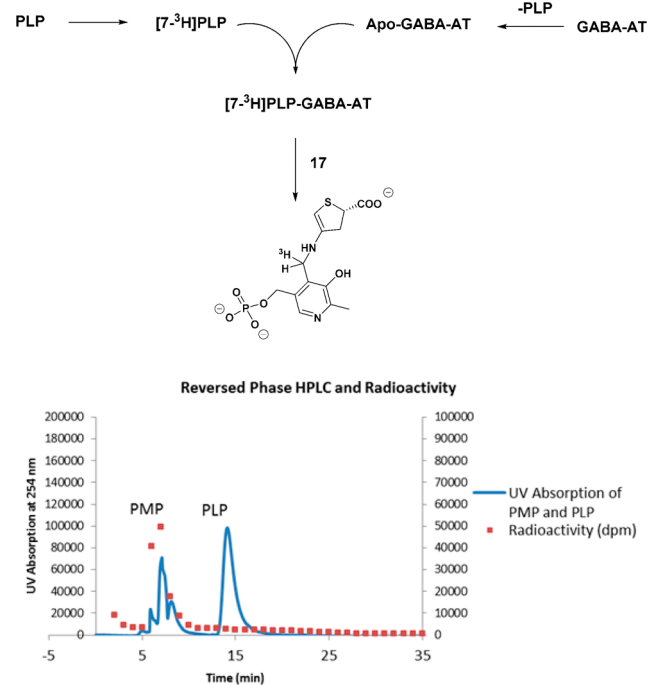 -PLP
PLP [7-³H]PLP Apo-GABA-AT GABA-AT
[7-³H]PLP-GABA-AT
17
S COO ⊖
HN
³H
H OH
O O
⊖ O P
O N
⊖
Reversed Phase HPLC and Radioactivity
200000 100000
180000 90000
160000 80000
140000 70000
120000 60000
100000 50000
80000 40000
60000 30000
40000 20000
20000 10000
0 0
-5 5 15 25 35
UV Absorption at 254 nm
Time (min)
PMP PLP
UV Absorption of
PMP and PLP
Radioactivity (dpm)